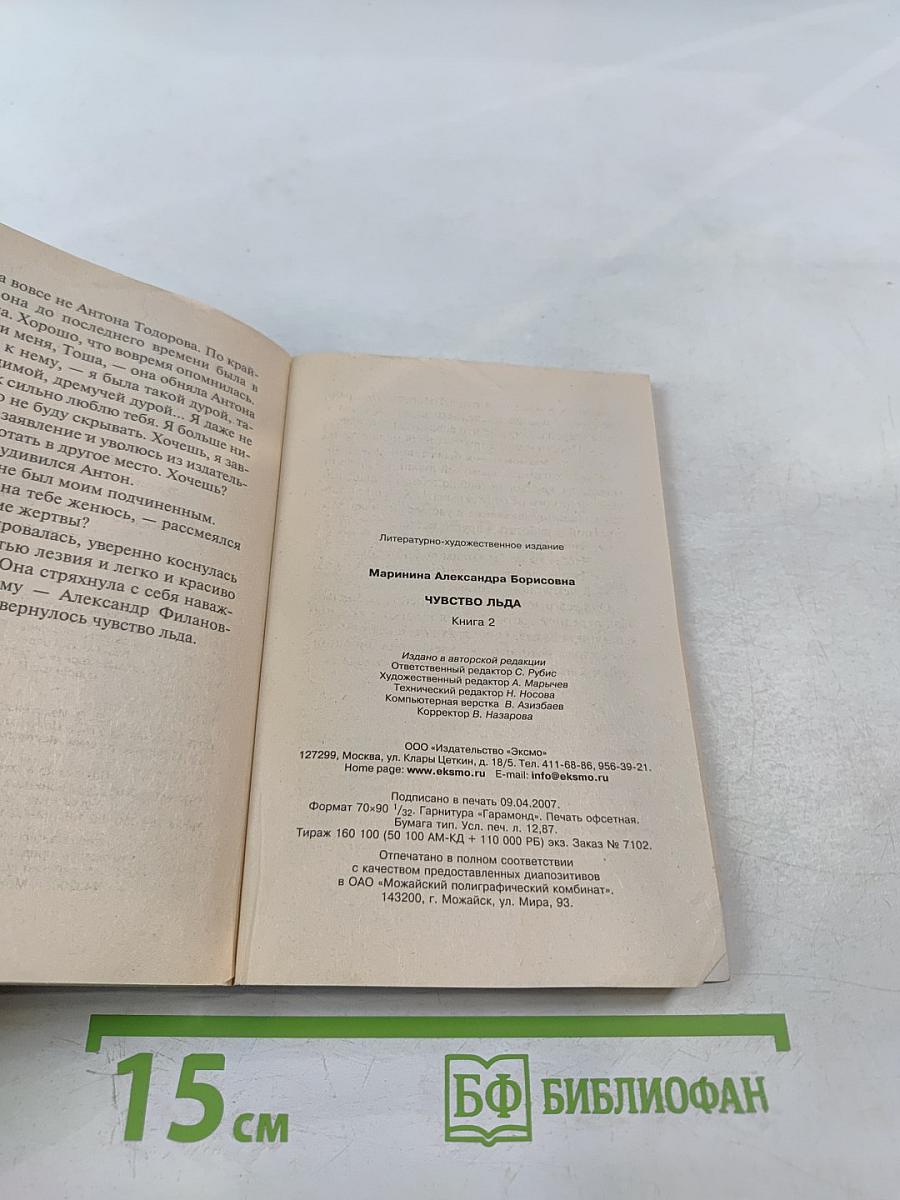 а вовсе не Антона Тодорова. По край-
она до последнего времени была в
а. Хорошо, что вовремя опомнилась.
и меня, Тоша, — она обняла Антона
к нему, — я была такой дурой, та-
димой, дремучей дурой... Я даже не
к сильно люблю тебя. Я больше ни-
о не буду скрывать. Хочешь, я зав-
заявление и уволюсь из издатель-
отать в другое место. Хочешь?
удивился Антон.
не был моим подчиненным.
на тебе женюсь, — рассмеялся
ие жертвы?
ировалась, уверенно коснулась
тью лезвия и легко и красиво
Она стряхнула с себя наваж-
му — Александр Филанов-
вернулось чувство льда.
Литературно-художественное издание
Маринина Александра Борисовна
ЧУВСТВО ЛЬДА
Книга 2
Издано в авторской редакции
Ответственный редактор С. Рубис
Художественный редактор А. Марычев
Технический редактор Н. Носова
Компьютерная верстка В. Азизбаев
Корректор В. Назарова
ООО «Издательство «Эксмо»
127299, Москва, ул. Клары Цеткин, д. 18/5. Тел. 411-68-86, 956-39-21.
Home page: www.eksmo.ru E-mail: info@eksmo.ru
Подписано в печать 09.04.2007.
Формат 70×90 1/32. Гарнитура «Гарамонд». Печать офсетная.
Бумага тип. Усл. печ. л. 12,87.
Тираж 160 100 (50 100 АМ-КД + 110 000 РБ) экз. Заказ № 7102.
Отпечатано в полном соответствии
с качеством предоставленных диапозитивов
в ОАО «Можайский полиграфический комбинат».
143200, г. Можайск, ул. Мира, 93.
15 см БФ БИБЛИОФАН